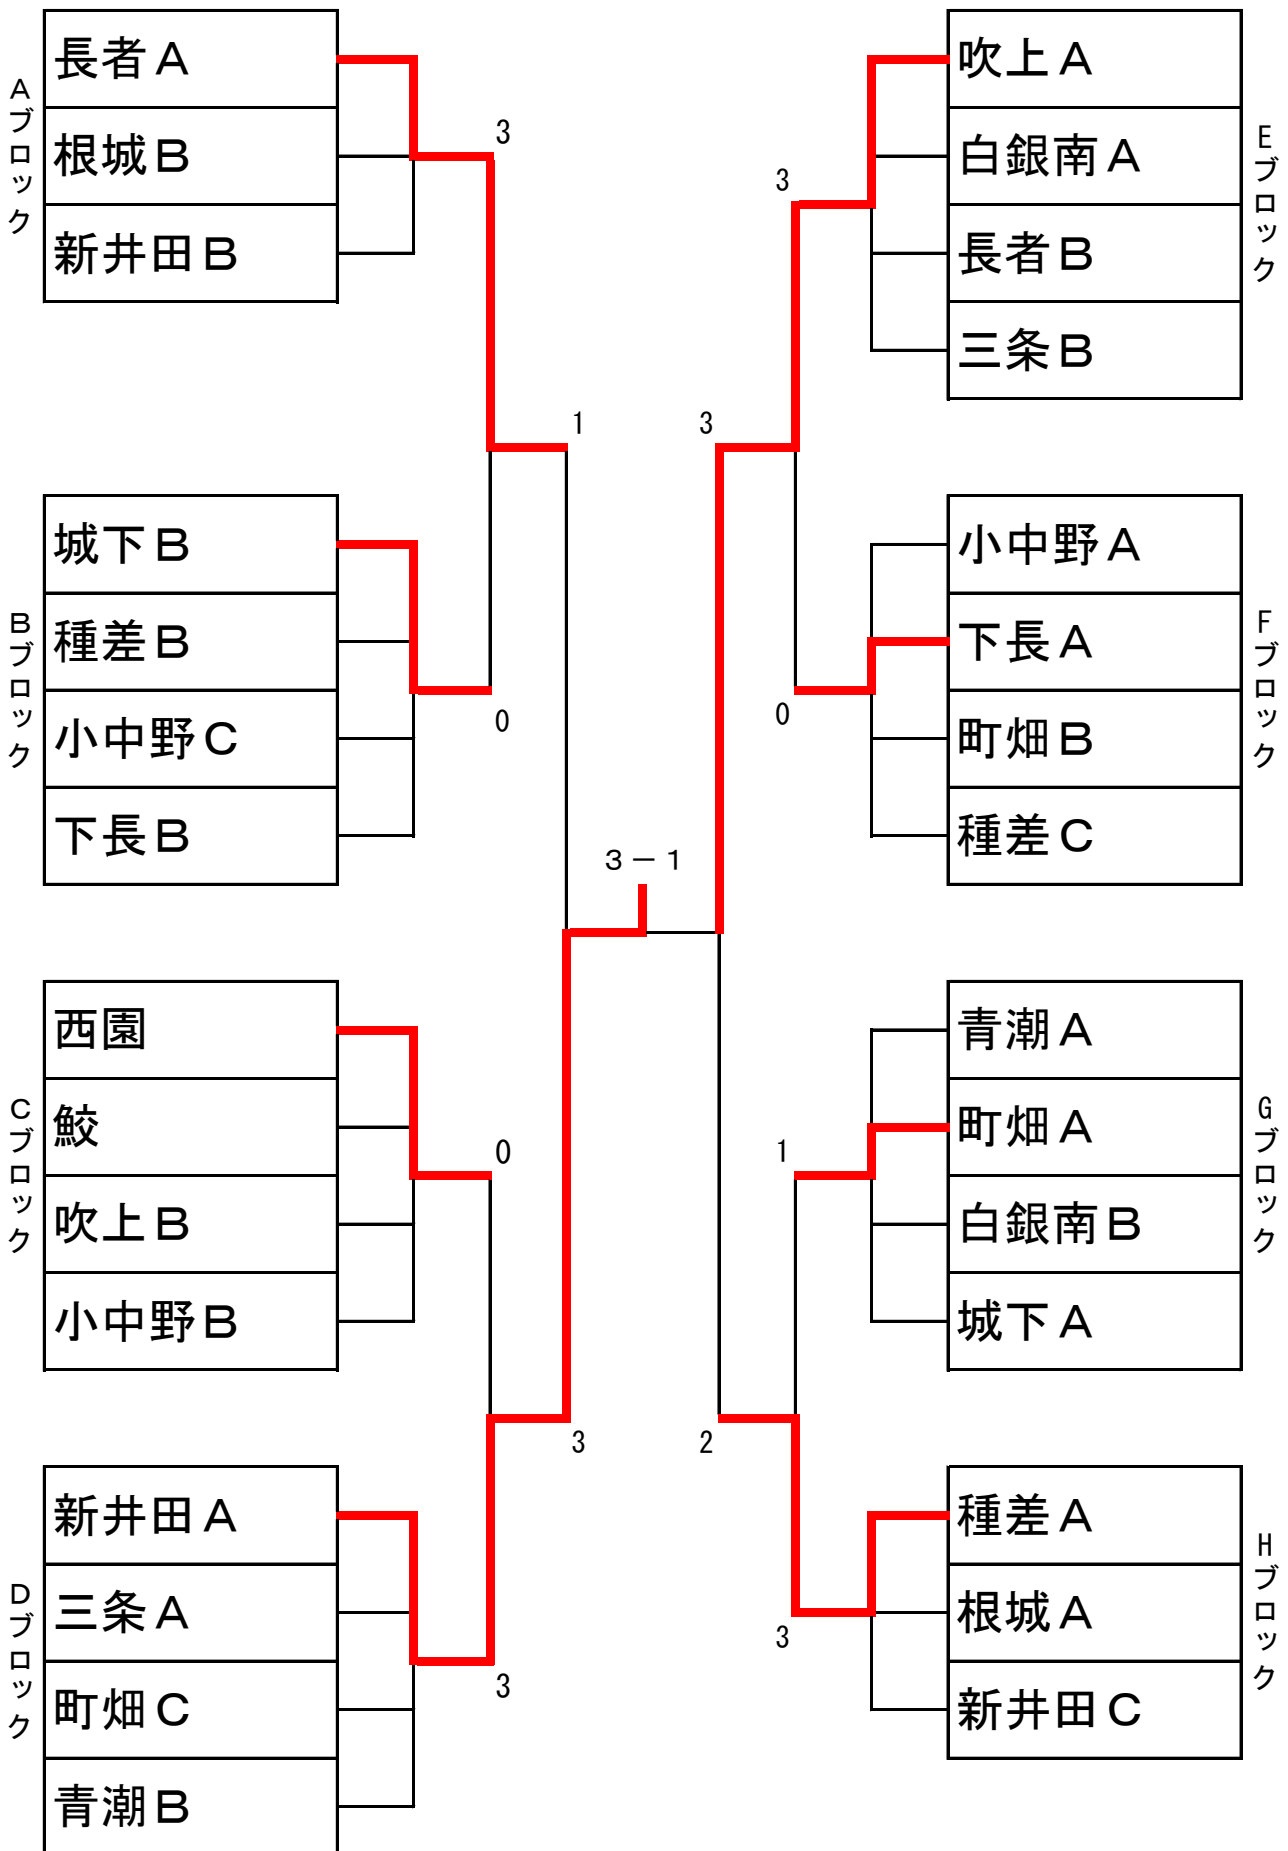 Aブロック
長者A
根城B
新井田B
3
Bブロック
城下B
種差B
小中野C
下長B
0
1
Cブロック
西園
鮫
吹上B
小中野B
0
Dブロック
新井田A
三条A
町畑C
青潮B
3
3
3－1
Eブロック
吹上A
白銀南A
長者B
三条B
3
3
Fブロック
小中野A
下長A
町畑B
種差C
0
Gブロック
青潮A
町畑A
白銀南B
城下A
1
2
Hブロック
種差A
根城A
新井田C
3